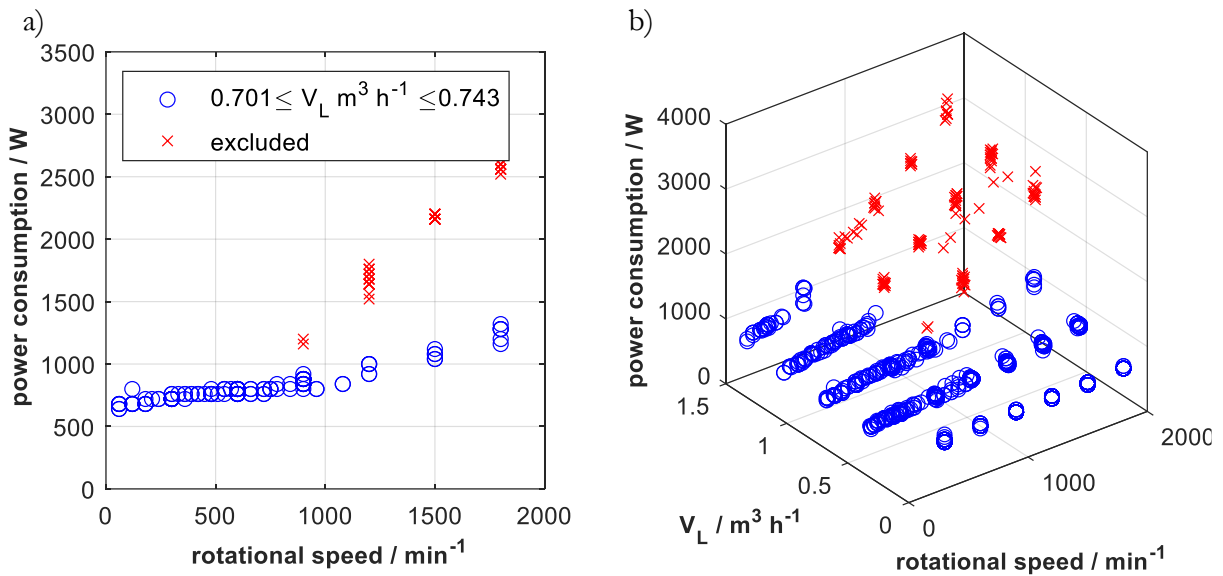 a)
3500
3000
2500
2000
1500
1000
500
0
0 500 1000 1500 2000
power consumption / W
rotational speed / min-1
0.701 ≤ VL m3 h-1 ≤0.743
excluded
b)
4000
3000
2000
1000
0
power consumption / W
1.5
1
0.5
0
VL / m3 h-1
0
1000
2000
rotational speed / min-1